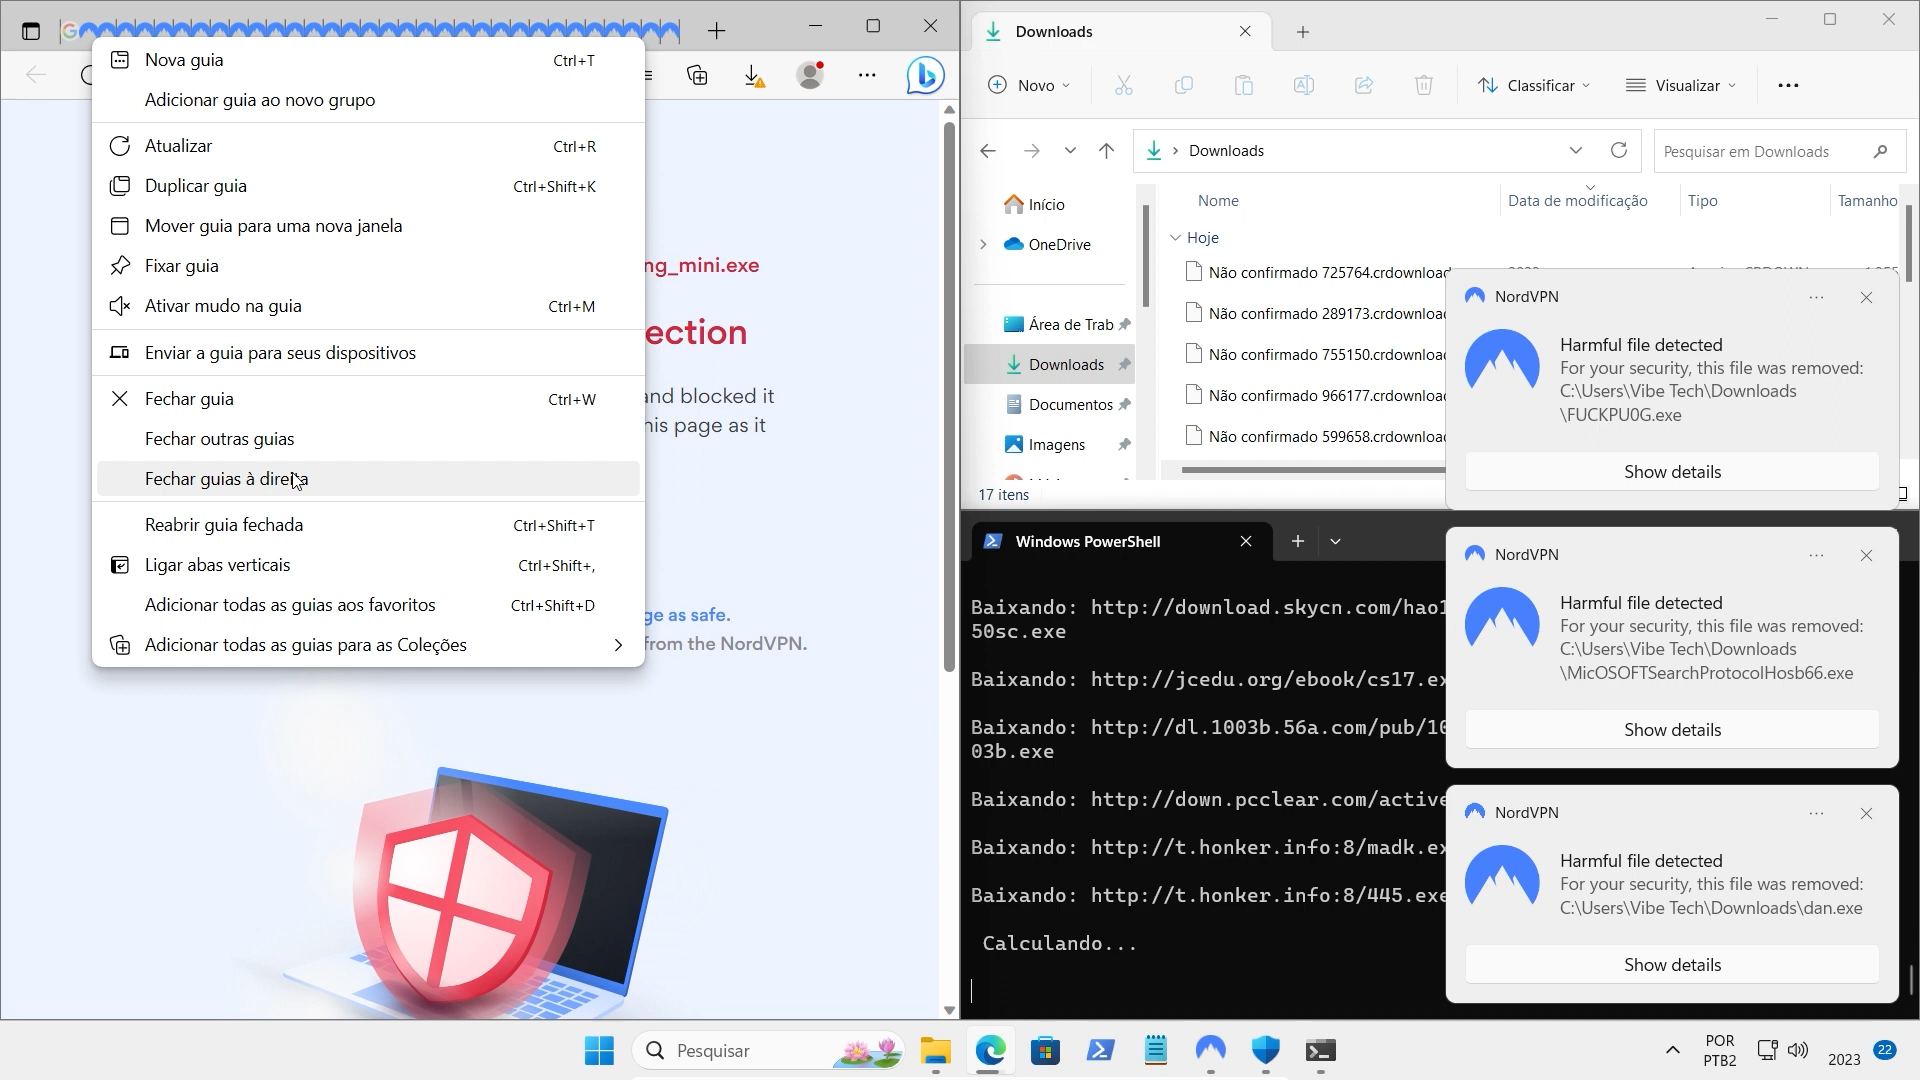 Nova guia Ctrl+T
Adicionar guia ao novo grupo
Atualizar Ctrl+R
Duplicar guia Ctrl+Shift+K
Mover guia para uma nova janela
Fixar guia
Ativar mudo na guia Ctrl+M
Enviar a guia para seus dispositivos
Fechar guia Ctrl+W
Fechar outras guias
Fechar guias à direita
Reabrir guia fechada Ctrl+Shift+T
Ligar abas verticais Ctrl+Shift+,
Adicionar todas as guias aos favoritos Ctrl+Shift+D
Adicionar todas as guias para as Coleções
ng_mini.exe
ection
and blocked it
his page as it
ge as safe.
from the NordVPN.
Downloads
Novo
Classificar
Visualizar
Downloads
Pesquisar em Downloads
Início
OneDrive
Área de Trab
Downloads
Documentos
Imagens
Nome Data de modificação Tipo Tamanho
Hoje
Não confirmado 725764.crdownload
Não confirmado 289173.crdownload
Não confirmado 755150.crdownload
Não confirmado 966177.crdownload
Não confirmado 599658.crdownload
17 itens
NordVPN
Harmful file detected
For your security, this file was removed:
C:\Users\Vibe Tech\Downloads
\FUCKPU0G.exe
Show details
Windows PowerShell
Baixando: http://download.skycn.com/hao1
50sc.exe
Baixando: http://jcedu.org/ebook/cs17.ex
Baixando: http://dl.1003b.56a.com/pub/10
03b.exe
Baixando: http://down.pcclear.com/active
Baixando: http://t.honker.info:8/madk.ex
Baixando: http://t.honker.info:8/445.exe
Calculando...
NordVPN
Harmful file detected
For your security, this file was removed:
C:\Users\Vibe Tech\Downloads
\MicOSOFTSearchProtocolHosb66.exe
Show details
NordVPN
Harmful file detected
For your security, this file was removed:
C:\Users\Vibe Tech\Downloads\dan.exe
Show details
Pesquisar
POR
PTB2
2023
22